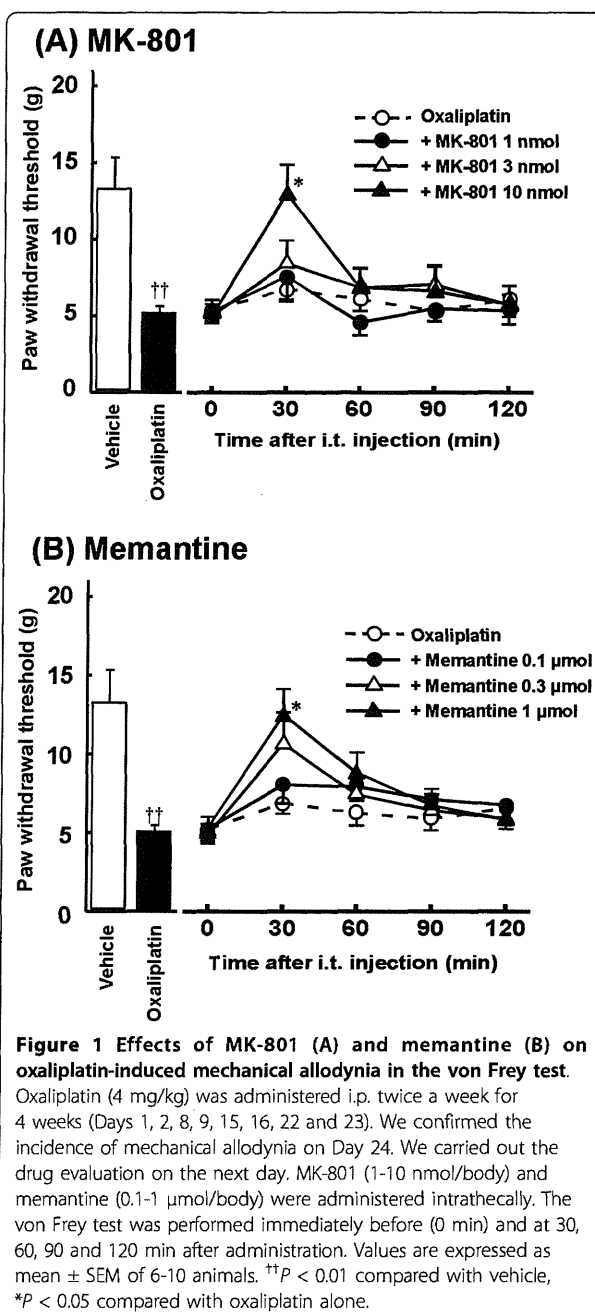 (A) MK-801
Paw withdrawal threshold (g)
20
15
10
5
0
††
Vehicle
Oxaliplatin
Oxaliplatin
+ MK-801 1 nmol
+ MK-801 3 nmol
+ MK-801 10 nmol
*
0 30 60 90 120
Time after i.t. injection (min)
(B) Memantine
Paw withdrawal threshold (g)
20
15
10
5
0
††
Vehicle
Oxaliplatin
Oxaliplatin
+ Memantine 0.1 µmol
+ Memantine 0.3 µmol
+ Memantine 1 µmol
*
0 30 60 90 120
Time after i.t. injection (min)
Figure 1 Effects of MK-801 (A) and memantine (B) on
oxaliplatin-induced mechanical allodynia in the von Frey test.
Oxaliplatin (4 mg/kg) was administered i.p. twice a week for
4 weeks (Days 1, 2, 8, 9, 15, 16, 22 and 23). We confirmed the
incidence of mechanical allodynia on Day 24. We carried out the
drug evaluation on the next day. MK-801 (1-10 nmol/body) and
memantine (0.1-1 µmol/body) were administered intrathecally. The
von Frey test was performed immediately before (0 min) and at 30,
60, 90 and 120 min after administration. Values are expressed as
mean ± SEM of 6-10 animals. ††P < 0.01 compared with vehicle,
*P < 0.05 compared with oxaliplatin alone.